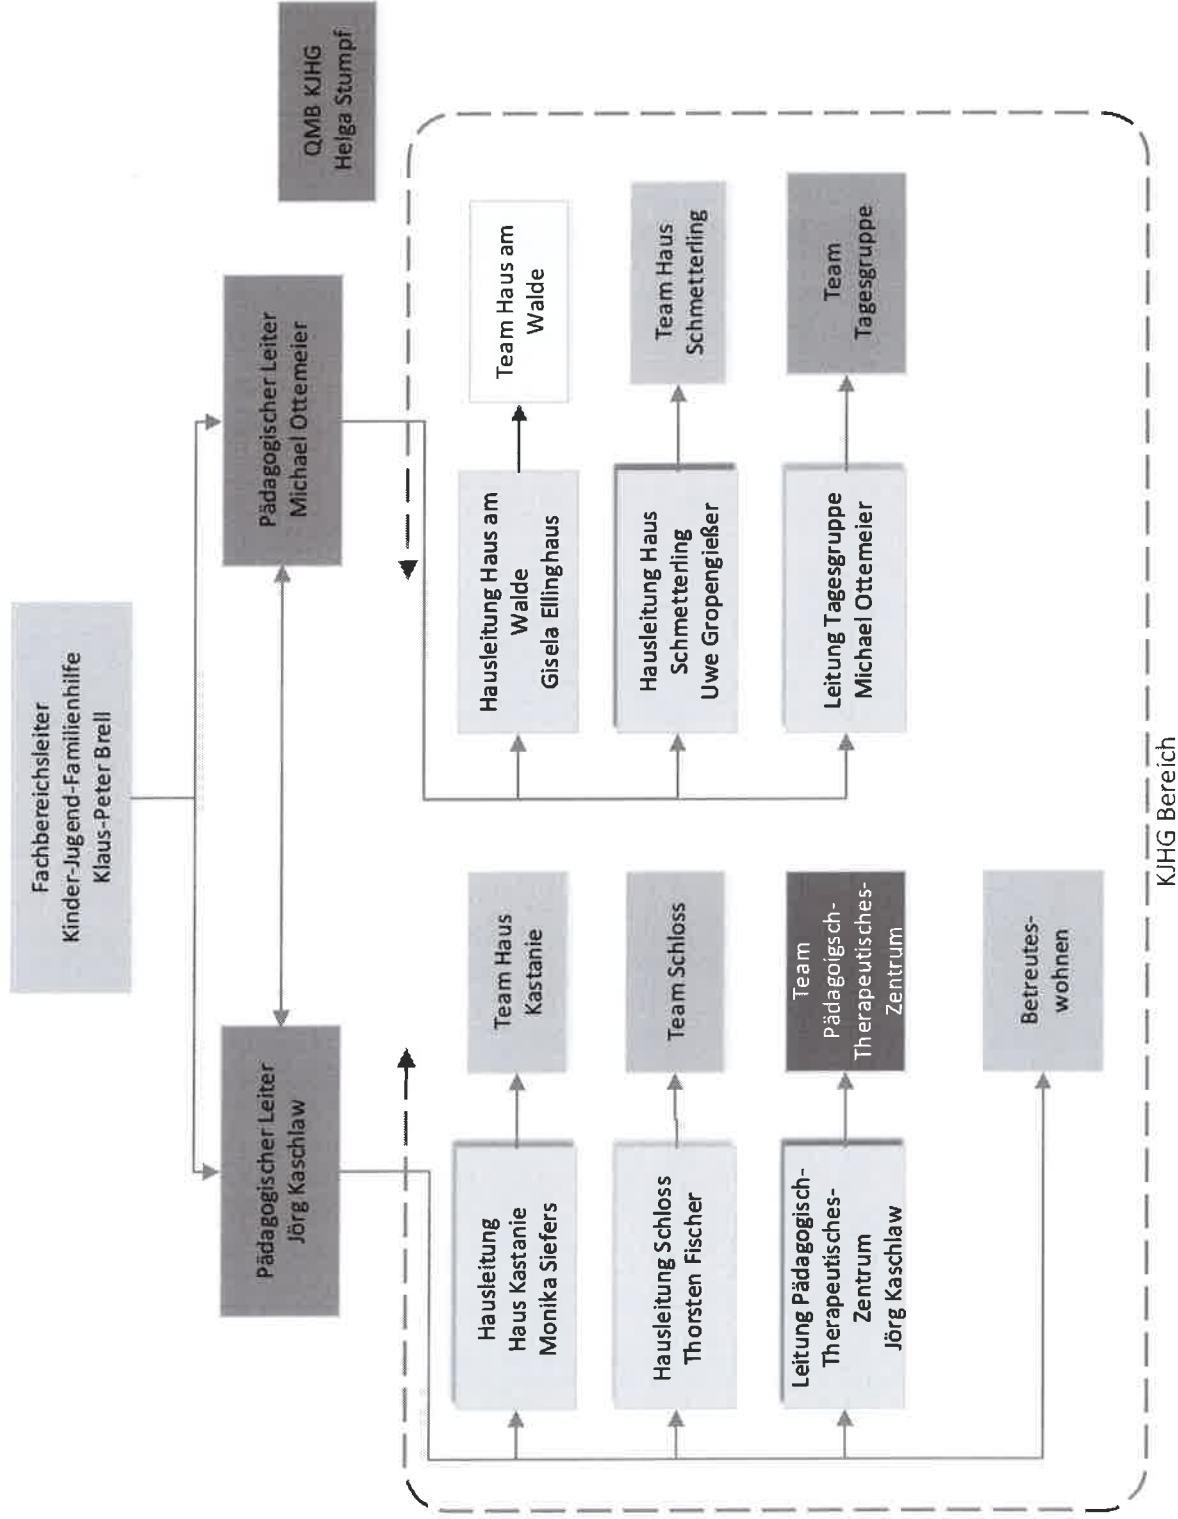 Fachbereichsleiter
Kinder-Jugend-Familienhilfe
Klaus-Peter Brell
Pädagogischer Leiter
Jörg Kaschlaw
Pädagogischer Leiter
Michael Ottemeier
QMB KJHG
Helga Stumpf
Hausleitung
Haus Kastanie
Monika Siefers
Team Haus
Kastanie
Hausleitung Schloss
Thorsten Fischer
Team Schloss
Leitung Pädagogisch-
Therapeutisches-
Zentrum
Jörg Kaschlaw
Team
Pädagoigsch-
Therapeutisches-
Zentrum
Betreutes-
wohnen
Hausleitung Haus am
Walde
Gisela Ellinghaus
Team Haus am
Walde
Hausleitung Haus
Schmetterling
Uwe Gropengießer
Team Haus
Schmetterling
Leitung Tagesgruppe
Michael Ottemeier
Team
Tagesgruppe
KJHG Bereich